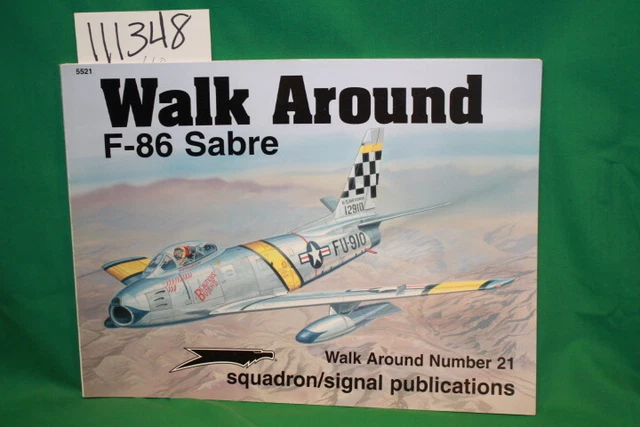 111348
5521
Walk Around
F-86 Sabre
U.S. AIR FORCE
12910
FU-910
Walk Around Number 21
squadron/signal publications